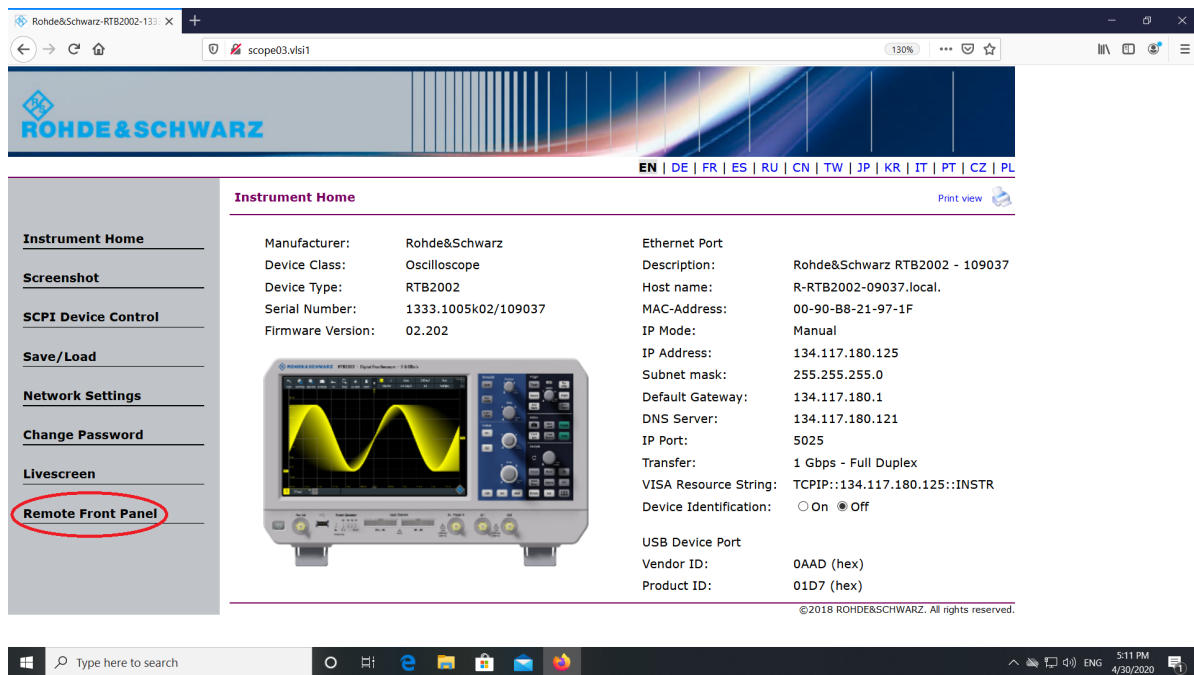 Rohde&Schwarz-RTB2002-133
scope03.vlsi1
130%
ROHDE&SCHWARZ
EN | DE | FR | ES | RU | CN | TW | JP | KR | IT | PT | CZ | PL
Instrument Home
Print view
Instrument Home
Screenshot
SCPI Device Control
Save/Load
Network Settings
Change Password
Livescreen
Remote Front Panel
Manufacturer: Rohde&Schwarz
Device Class: Oscilloscope
Device Type: RTB2002
Serial Number: 1333.1005k02/109037
Firmware Version: 02.202
ROHDE&SCHWARZ RTB2002
Ethernet Port
Description: Rohde&Schwarz RTB2002 - 109037
Host name: R-RTB2002-09037.local.
MAC-Address: 00-90-B8-21-97-1F
IP Mode: Manual
IP Address: 134.117.180.125
Subnet mask: 255.255.255.0
Default Gateway: 134.117.180.1
DNS Server: 134.117.180.121
IP Port: 5025
Transfer: 1 Gbps - Full Duplex
VISA Resource String: TCPIP::134.117.180.125::INSTR
Device Identification: On Off
USB Device Port
Vendor ID: 0AAD (hex)
Product ID: 01D7 (hex)
©2018 ROHDE&SCHWARZ. All rights reserved.
Type here to search
ENG
5:11 PM
4/30/2020
1